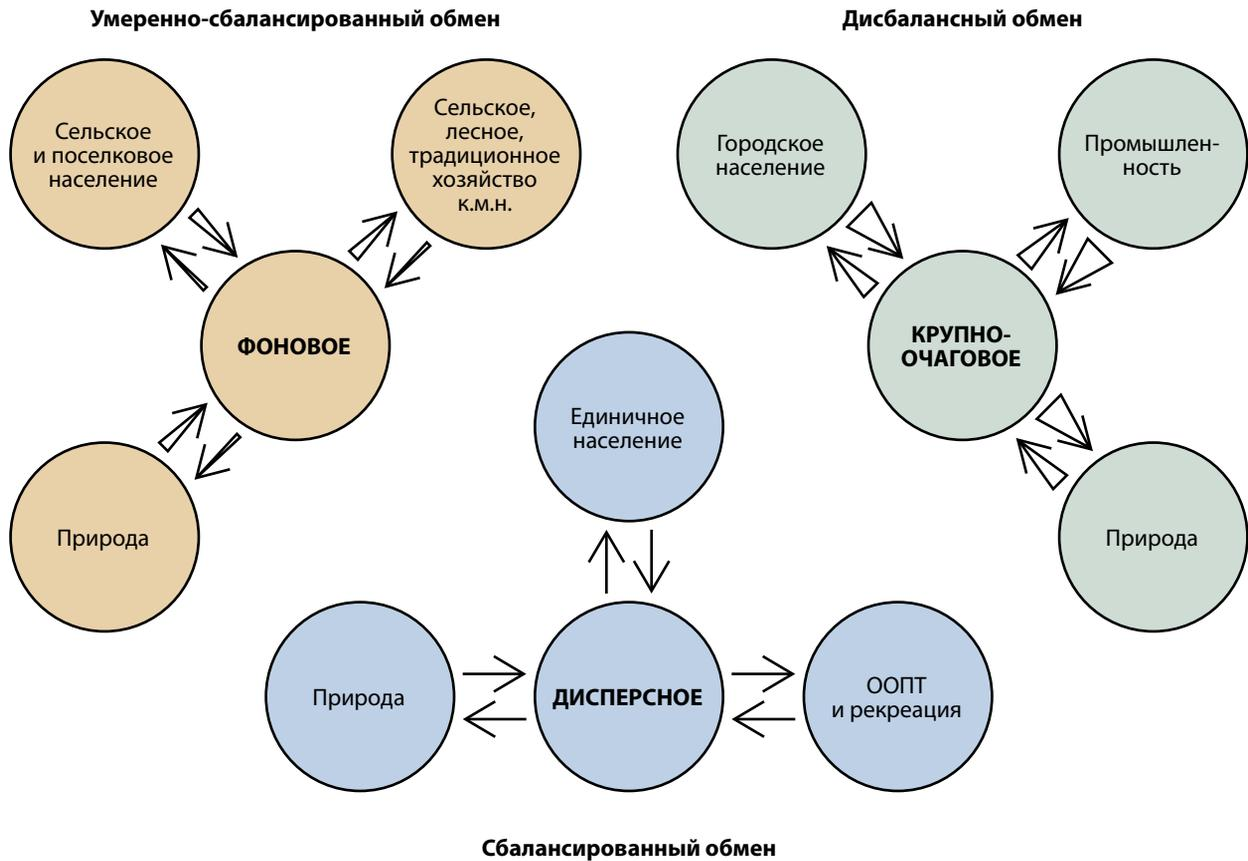 Умеренно-сбалансированный обмен
Сельское
и поселковое
население
Сельское,
лесное,
традиционное
хозяйство
к.м.н.
ФОНОВОЕ
Природа
Дисбалансный обмен
Городское
население
Промышлен-
ность
КРУПНО-
ОЧАГОВОЕ
Природа
Единичное
население
Природа
ДИСПЕРСНОЕ
ООПТ
и рекреация
Сбалансированный обмен